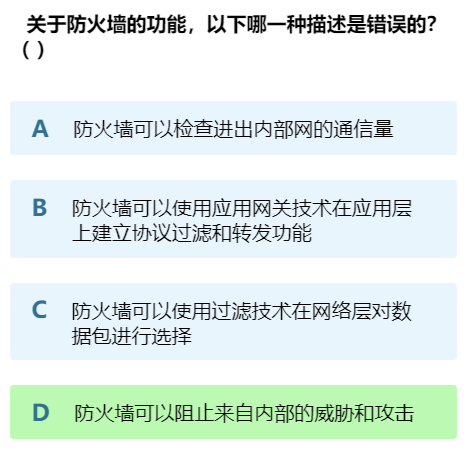 关于防火墙的功能，以下哪一种描述是错误的？
( )
A 防火墙可以检查进出内部网的通信量
B 防火墙可以使用应用网关技术在应用层
上建立协议过滤和转发功能
C 防火墙可以使用过滤技术在网络层对数
据包进行选择
D 防火墙可以阻止来自内部的威胁和攻击